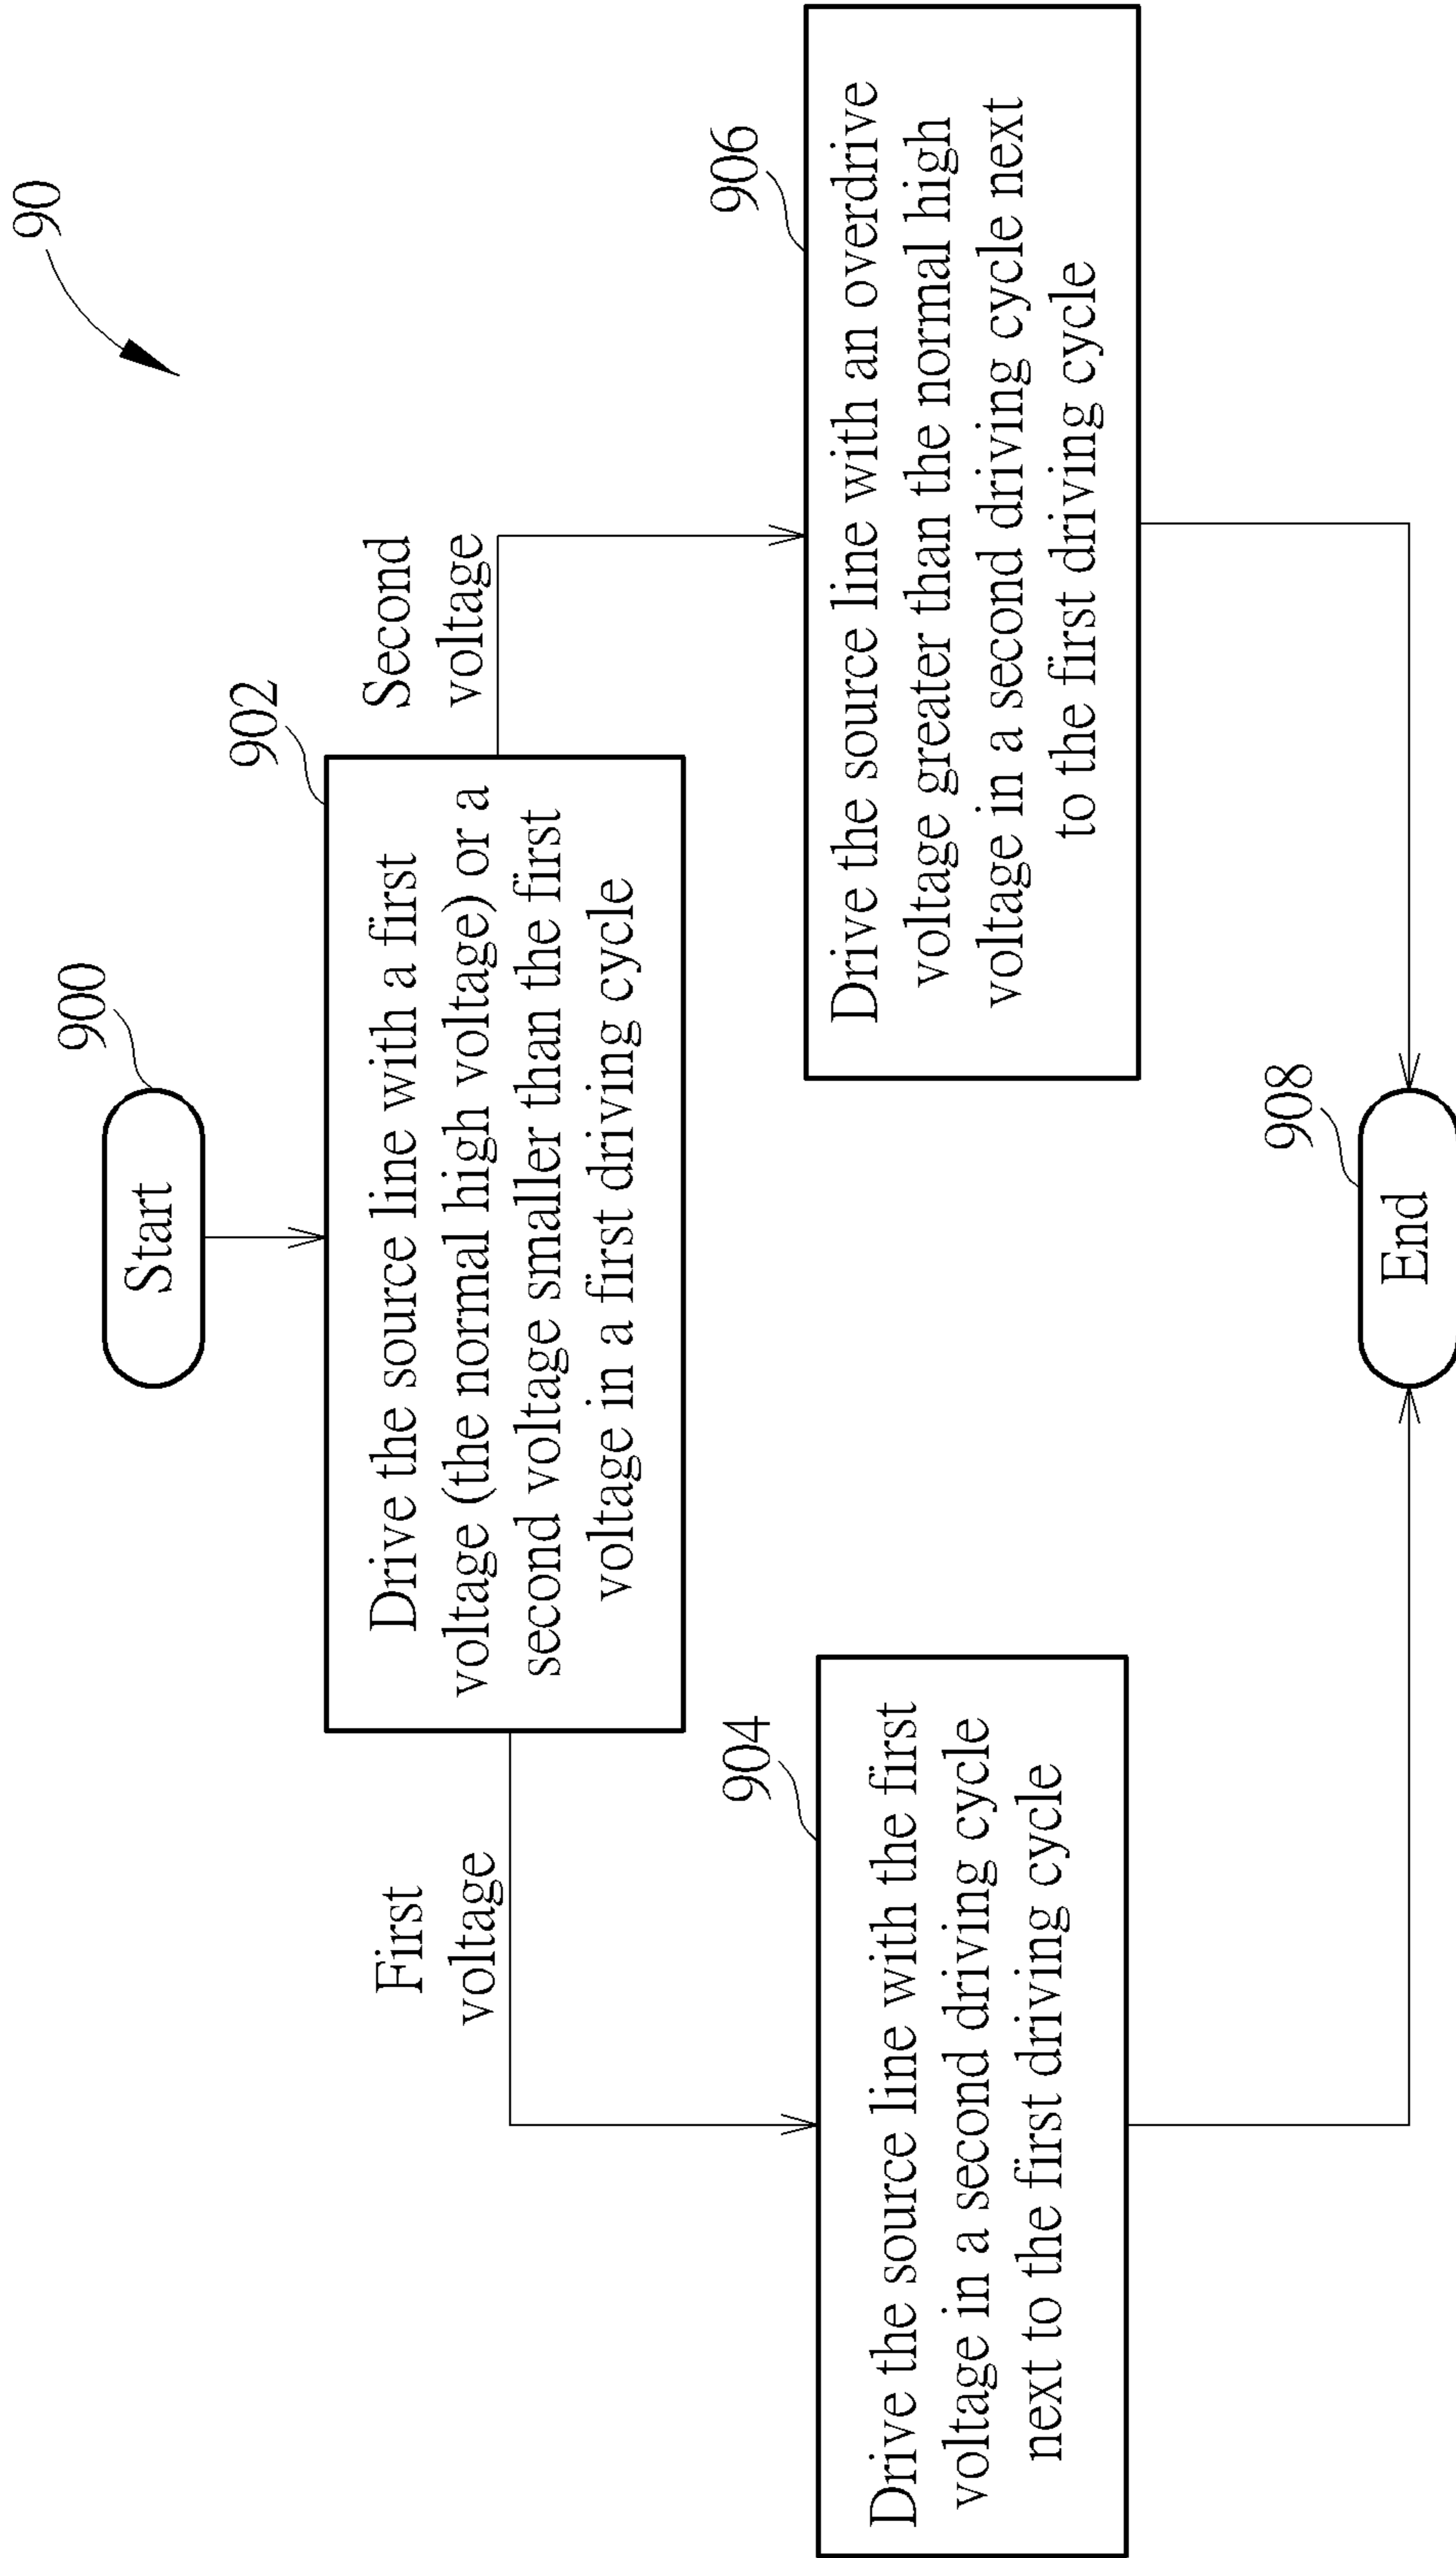 90
900
Start
902
Drive the source line with a first
voltage (the normal high voltage) or a
second voltage smaller than the first
voltage in a first driving cycle
First
voltage
Second
voltage
904
Drive the source line with the first
voltage in a second driving cycle
next to the first driving cycle
906
Drive the source line with an overdrive
voltage greater than the normal high
voltage in a second driving cycle next
to the first driving cycle
908
End